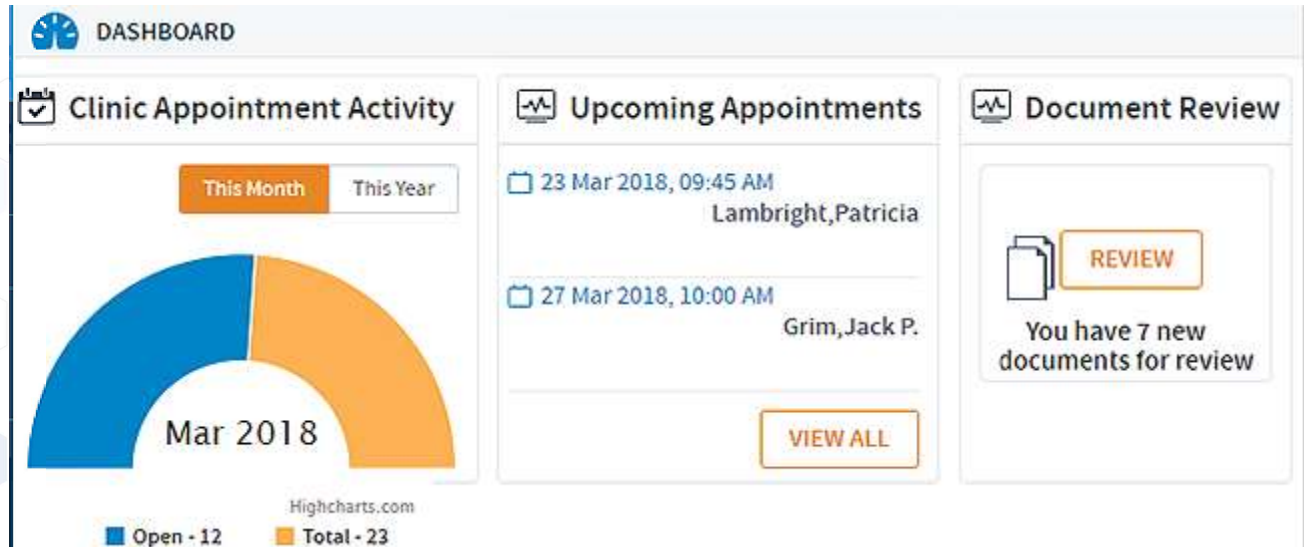 DASHBOARD
Clinic Appointment Activity
This Month
This Year
Mar 2018
Highcharts.com
Open - 12
Total - 23
Upcoming Appointments
23 Mar 2018, 09:45 AM
Lambright,Patricia
27 Mar 2018, 10:00 AM
Grim,Jack P.
VIEW ALL
Document Review
REVIEW
You have 7 new
documents for review